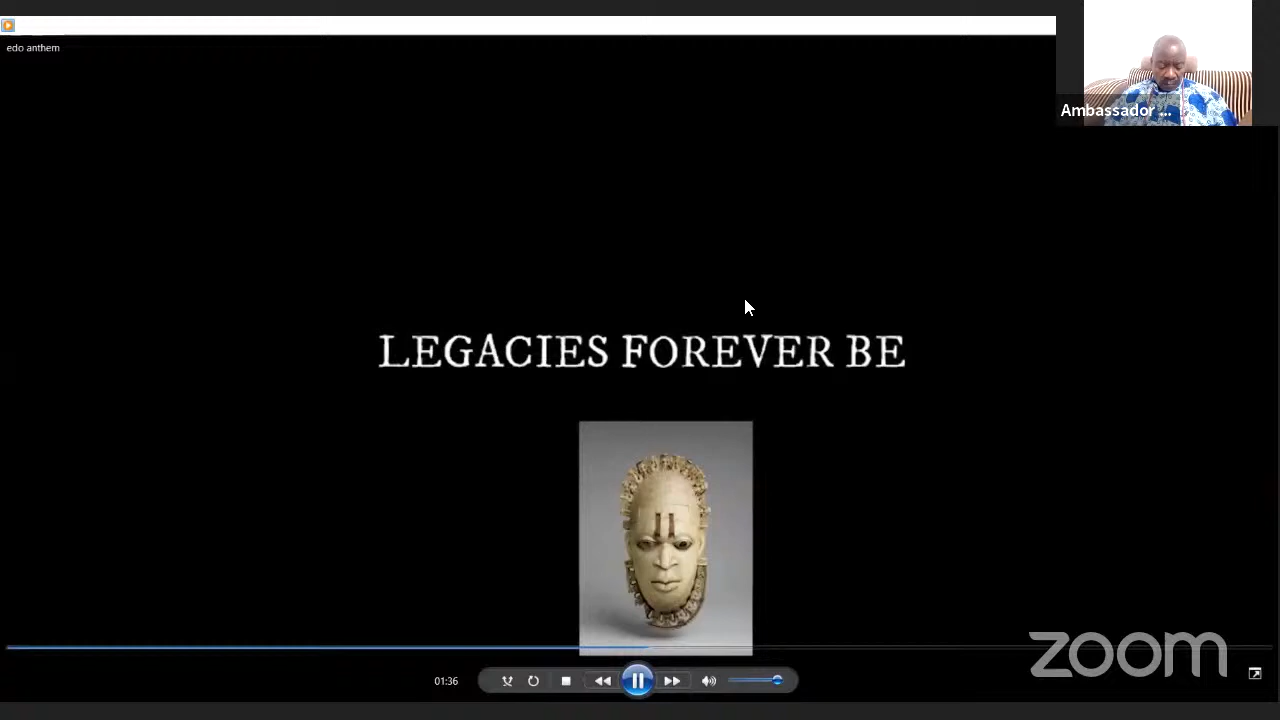 edo anthem
Ambassador ...
LEGACIES FOREVER BE
01:36
zoom